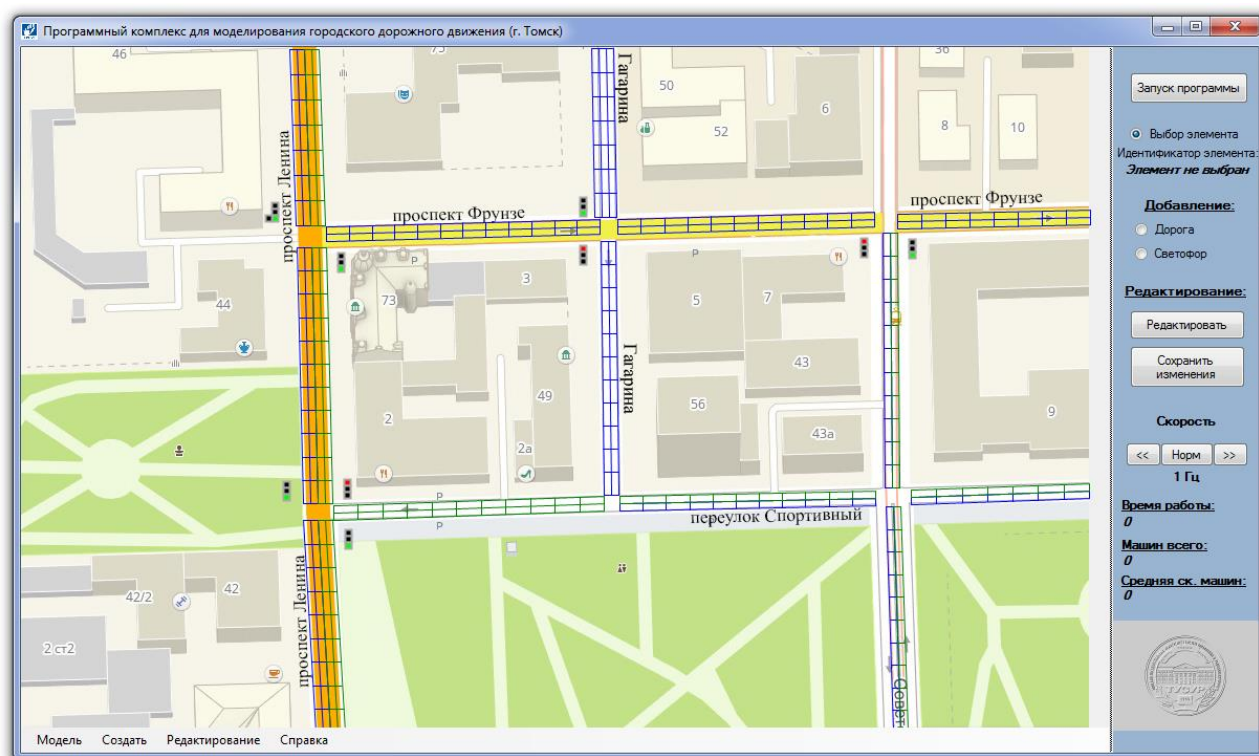 Программный комплекс для моделирования городского дорожного движения (г. Томск)
46
75
Гагарина
50
52
6
36
8
10
проспект Ленина
проспект Фрунзе
проспект Фрунзе
P
P
73
3
5
7
44
Гагарина
43
49
56
2
2а
43а
9
P
P
переулок Спортивный
проспект Ленина
42/2
42
2 ст2
Запуск программы
Выбор элемента
Идентификатор элемента:
Элемент не выбран
Добавление:
Дорога
Светофор
Редактирование:
Редактировать
Сохранить
изменения
Скорость
<< Норм >>
1 Гц
Время работы:
0
Машин всего:
0
Средняя ск. машин:
0
ТУСУР
Модель Создать Редактирование Справка